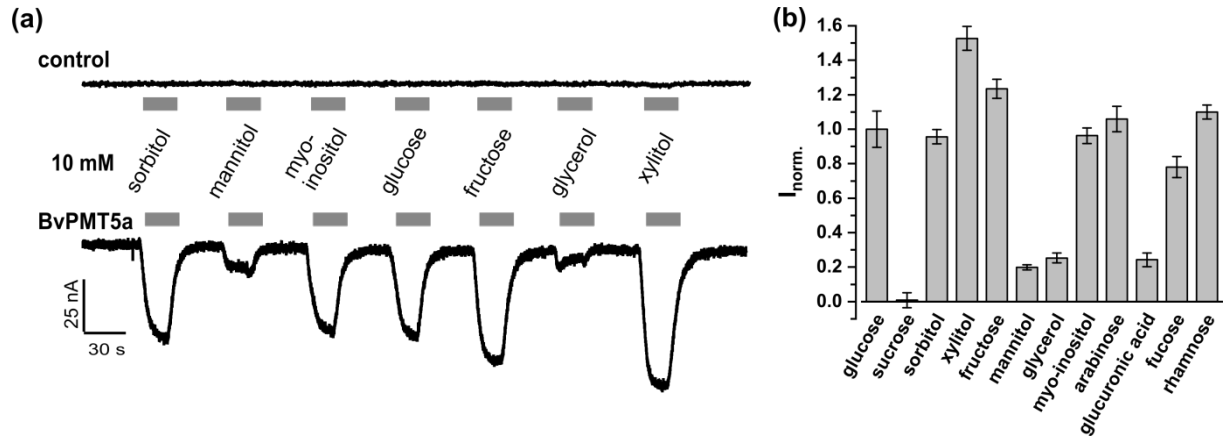 (a)
control
10 mM
sorbitol
mannitol
myo-
inositol
glucose
fructose
glycerol
xylitol
BvPMT5a
25 nA
30 s
(b)
I norm.
1.6
1.4
1.2
1.0
0.8
0.6
0.4
0.2
0.0
glucose
sucrose
sorbitol
xylitol
fructose
mannitol
glycerol
myo-inositol
arabinose
glucuronic acid
fucose
rhamnose